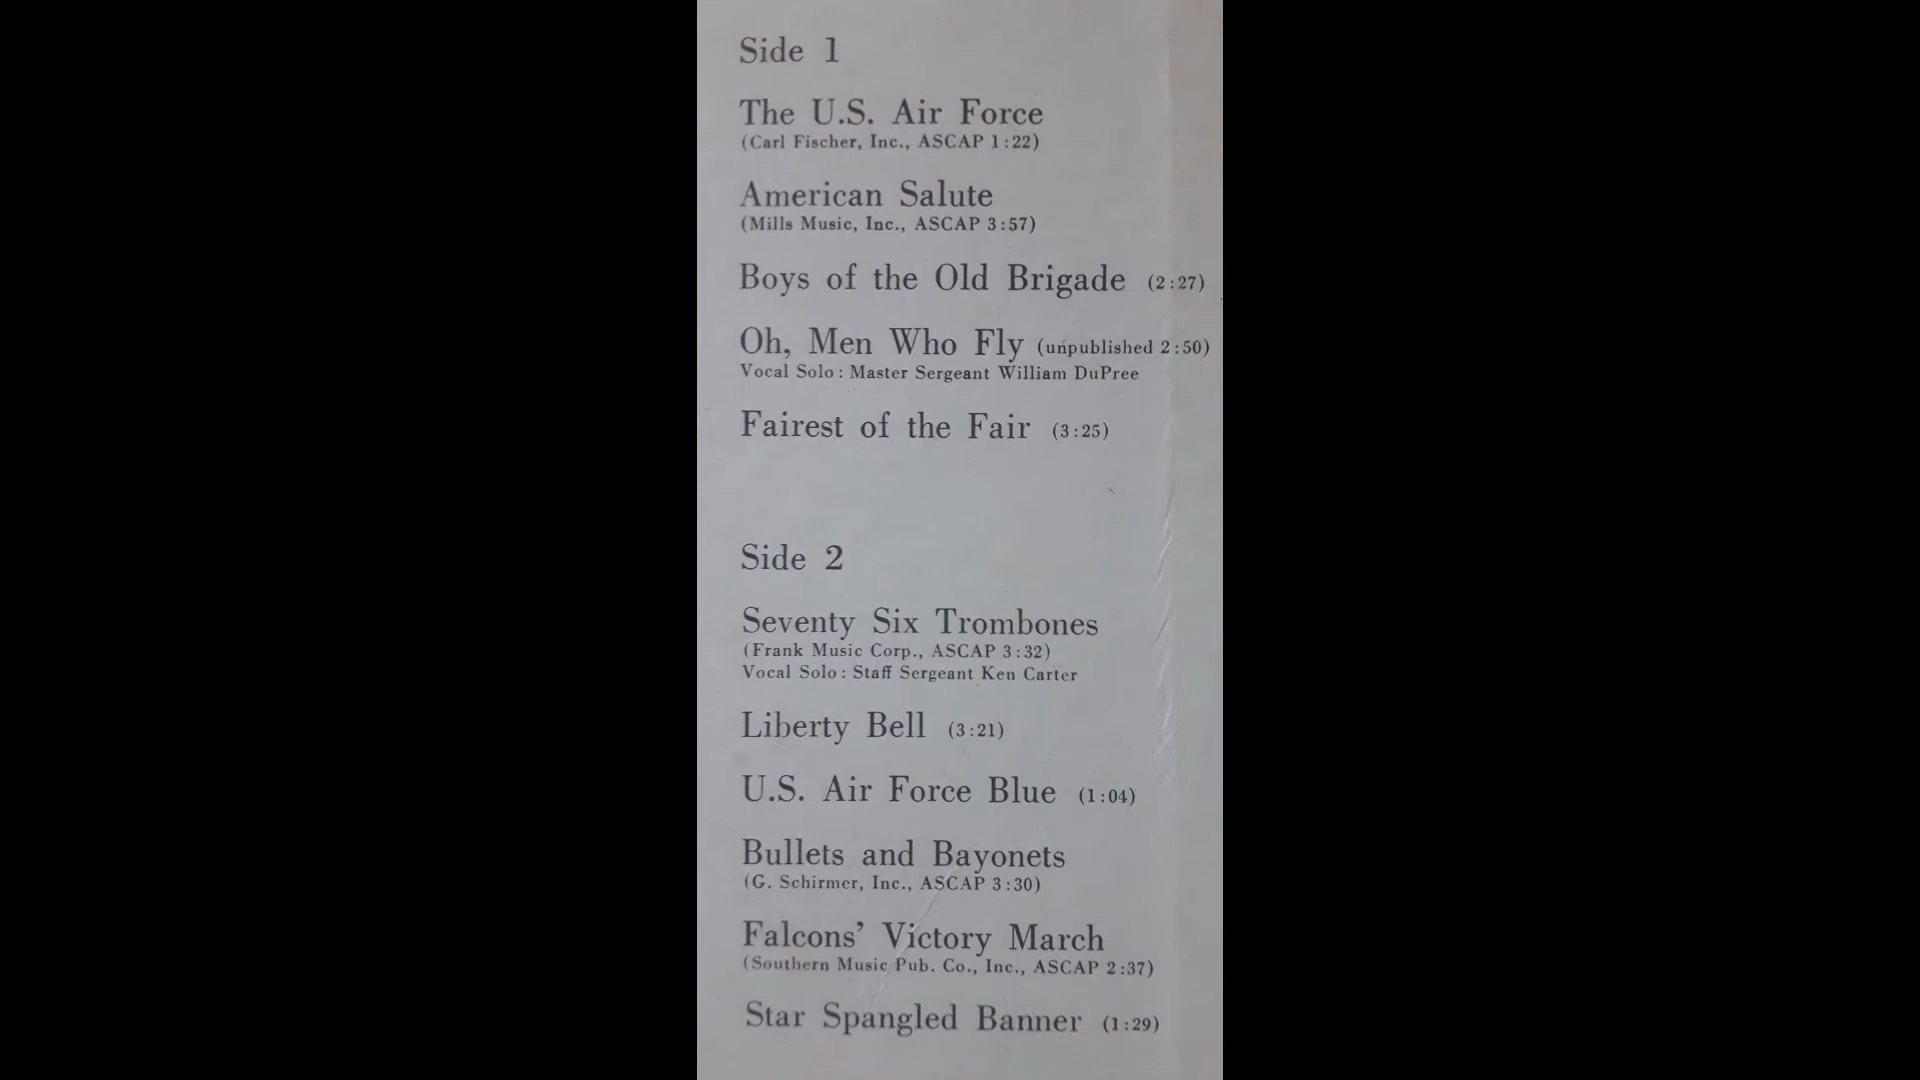 Side 1
The U.S. Air Force
(Carl Fischer, Inc., ASCAP 1:22)
American Salute
(Mills Music, Inc., ASCAP 3:57)
Boys of the Old Brigade (2:27)
Oh, Men Who Fly (unpublished 2:50)
Vocal Solo: Master Sergeant William DuPree
Fairest of the Fair (3:25)
Side 2
Seventy Six Trombones
(Frank Music Corp., ASCAP 3:32)
Vocal Solo: Staff Sergeant Ken Carter
Liberty Bell (3:21)
U.S. Air Force Blue (1:04)
Bullets and Bayonets
(G. Schirmer, Inc., ASCAP 3:30)
Falcons’ Victory March
(Southern Music Pub. Co., Inc., ASCAP 2:37)
Star Spangled Banner (1:29)